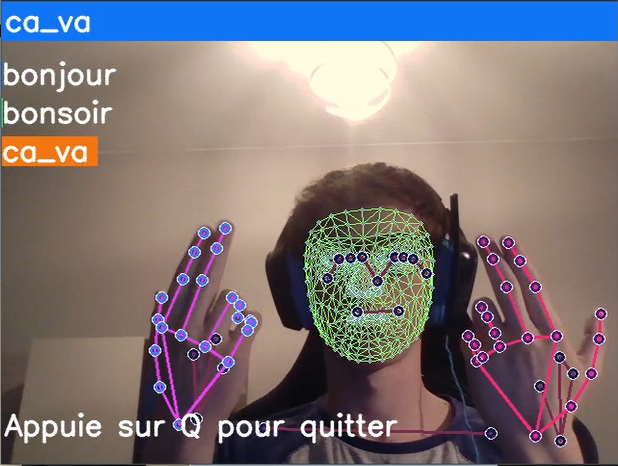 ca_va
bonjour
bonsoir
ca_va
Appuie sur Q pour quitter